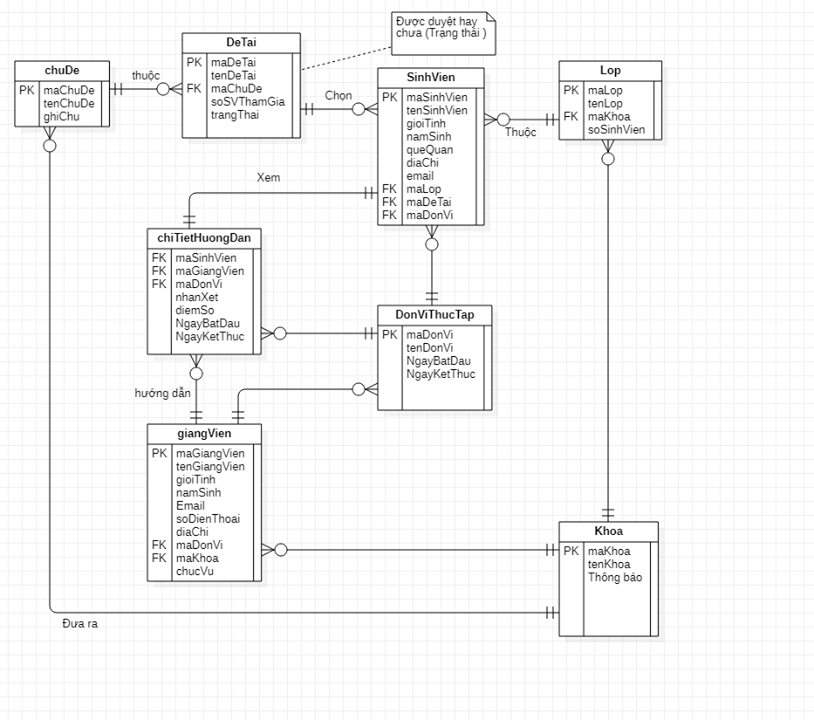 Được duyệt hay
chưa (Trạng thái )
DeTai
PK maDeTai
tenDeTai
FK maChuDe
soSVThamGia
trangThai
chuDe
PK maChuDe
tenChuDe
ghiChu
thuộc
Chọn
SinhVien
PK maSinhVien
tenSinhVien
gioiTinh
namSinh
queQuan
diaChi
email
FK maLop
FK maDeTai
FK maDonVi
Thuộc
Lop
PK maLop
tenLop
FK maKhoa
soSinhVien
Xem
chiTietHuongDan
FK maSinhVien
FK maGiangVien
FK maDonVi
nhanXet
diemSo
NgayBatDau
NgayKetThuc
DonViThucTap
PK maDonVi
tenDonVi
NgayBatDau
NgayKetThuc
hướng dẫn
giangVien
PK maGiangVien
tenGiangVien
gioiTinh
namSinh
Email
soDienThoai
diaChi
FK maDonVi
FK maKhoa
chucVu
Khoa
PK maKhoa
tenKhoa
Thông báo
Đưa ra